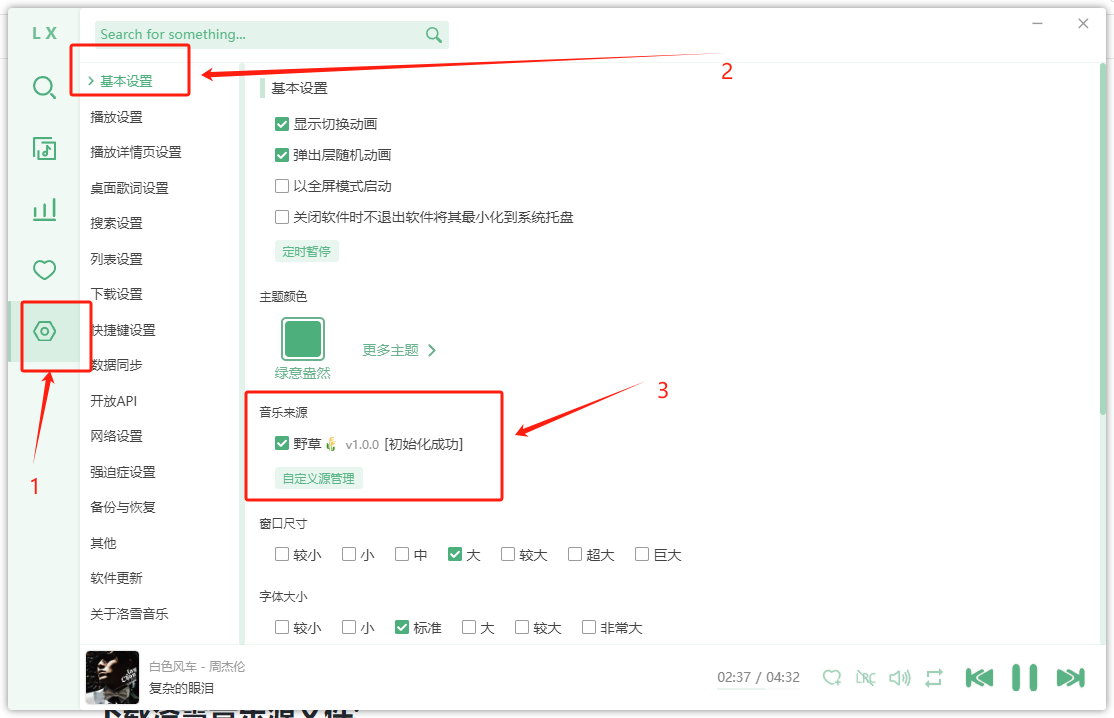 L X
Search for something...
基本设置
播放设置
播放详情页设置
桌面歌词设置
搜索设置
列表设置
下载设置
快捷键设置
数据同步
开放API
网络设置
强迫症设置
备份与恢复
其他
软件更新
关于洛雪音乐
1
2
基本设置
显示切换动画
弹出层随机动画
以全屏模式启动
关闭软件时不退出软件将其最小化到系统托盘
定时暂停
主题颜色
绿意盎然
更多主题
3
音乐来源
野草 v1.0.0 [初始化成功]
自定义源管理
窗口尺寸
较小 小 中 大 较大 超大 巨大
字体大小
较小 小 标准 大 较大 非常大
白色风车 - 周杰伦
复杂的眼泪
02:37 / 04:32
LRC
下载洛雪音乐源文件